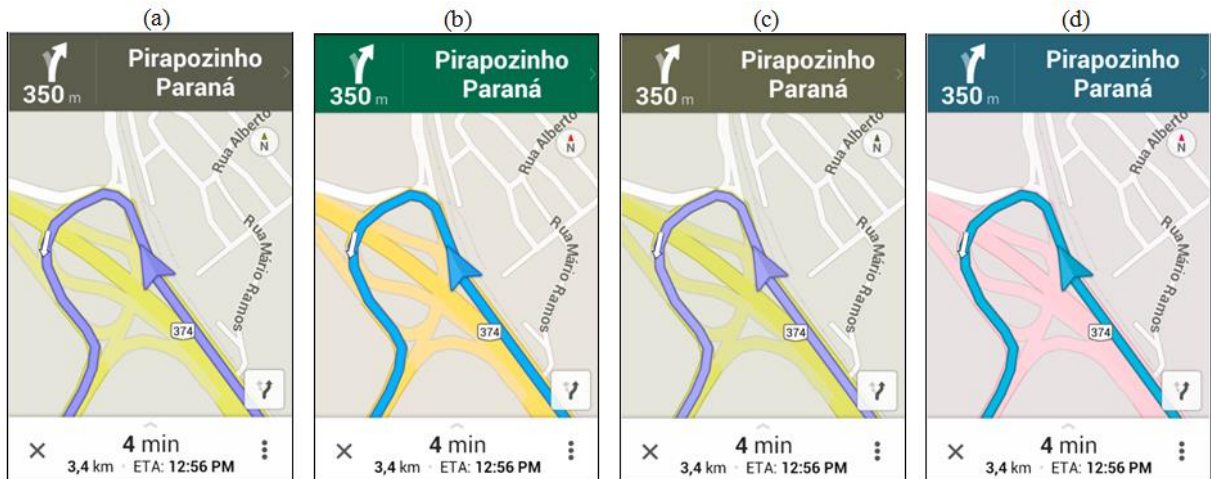 (a)
350 m
Pirapozinho
Paraná
N
Rua Alberto
Rua Mário Ramos
374
4 min
3,4 km · ETA: 12:56 PM
(b)
350 m
Pirapozinho
Paraná
N
Rua Alberto
Rua Mário Ramos
374
4 min
3,4 km · ETA: 12:56 PM
(c)
350 m
Pirapozinho
Paraná
N
Rua Alberto
Rua Mário Ramos
374
4 min
3,4 km · ETA: 12:56 PM
(d)
350 m
Pirapozinho
Paraná
N
Rua Alberto
Rua Mário Ramos
374
4 min
3,4 km · ETA: 12:56 PM